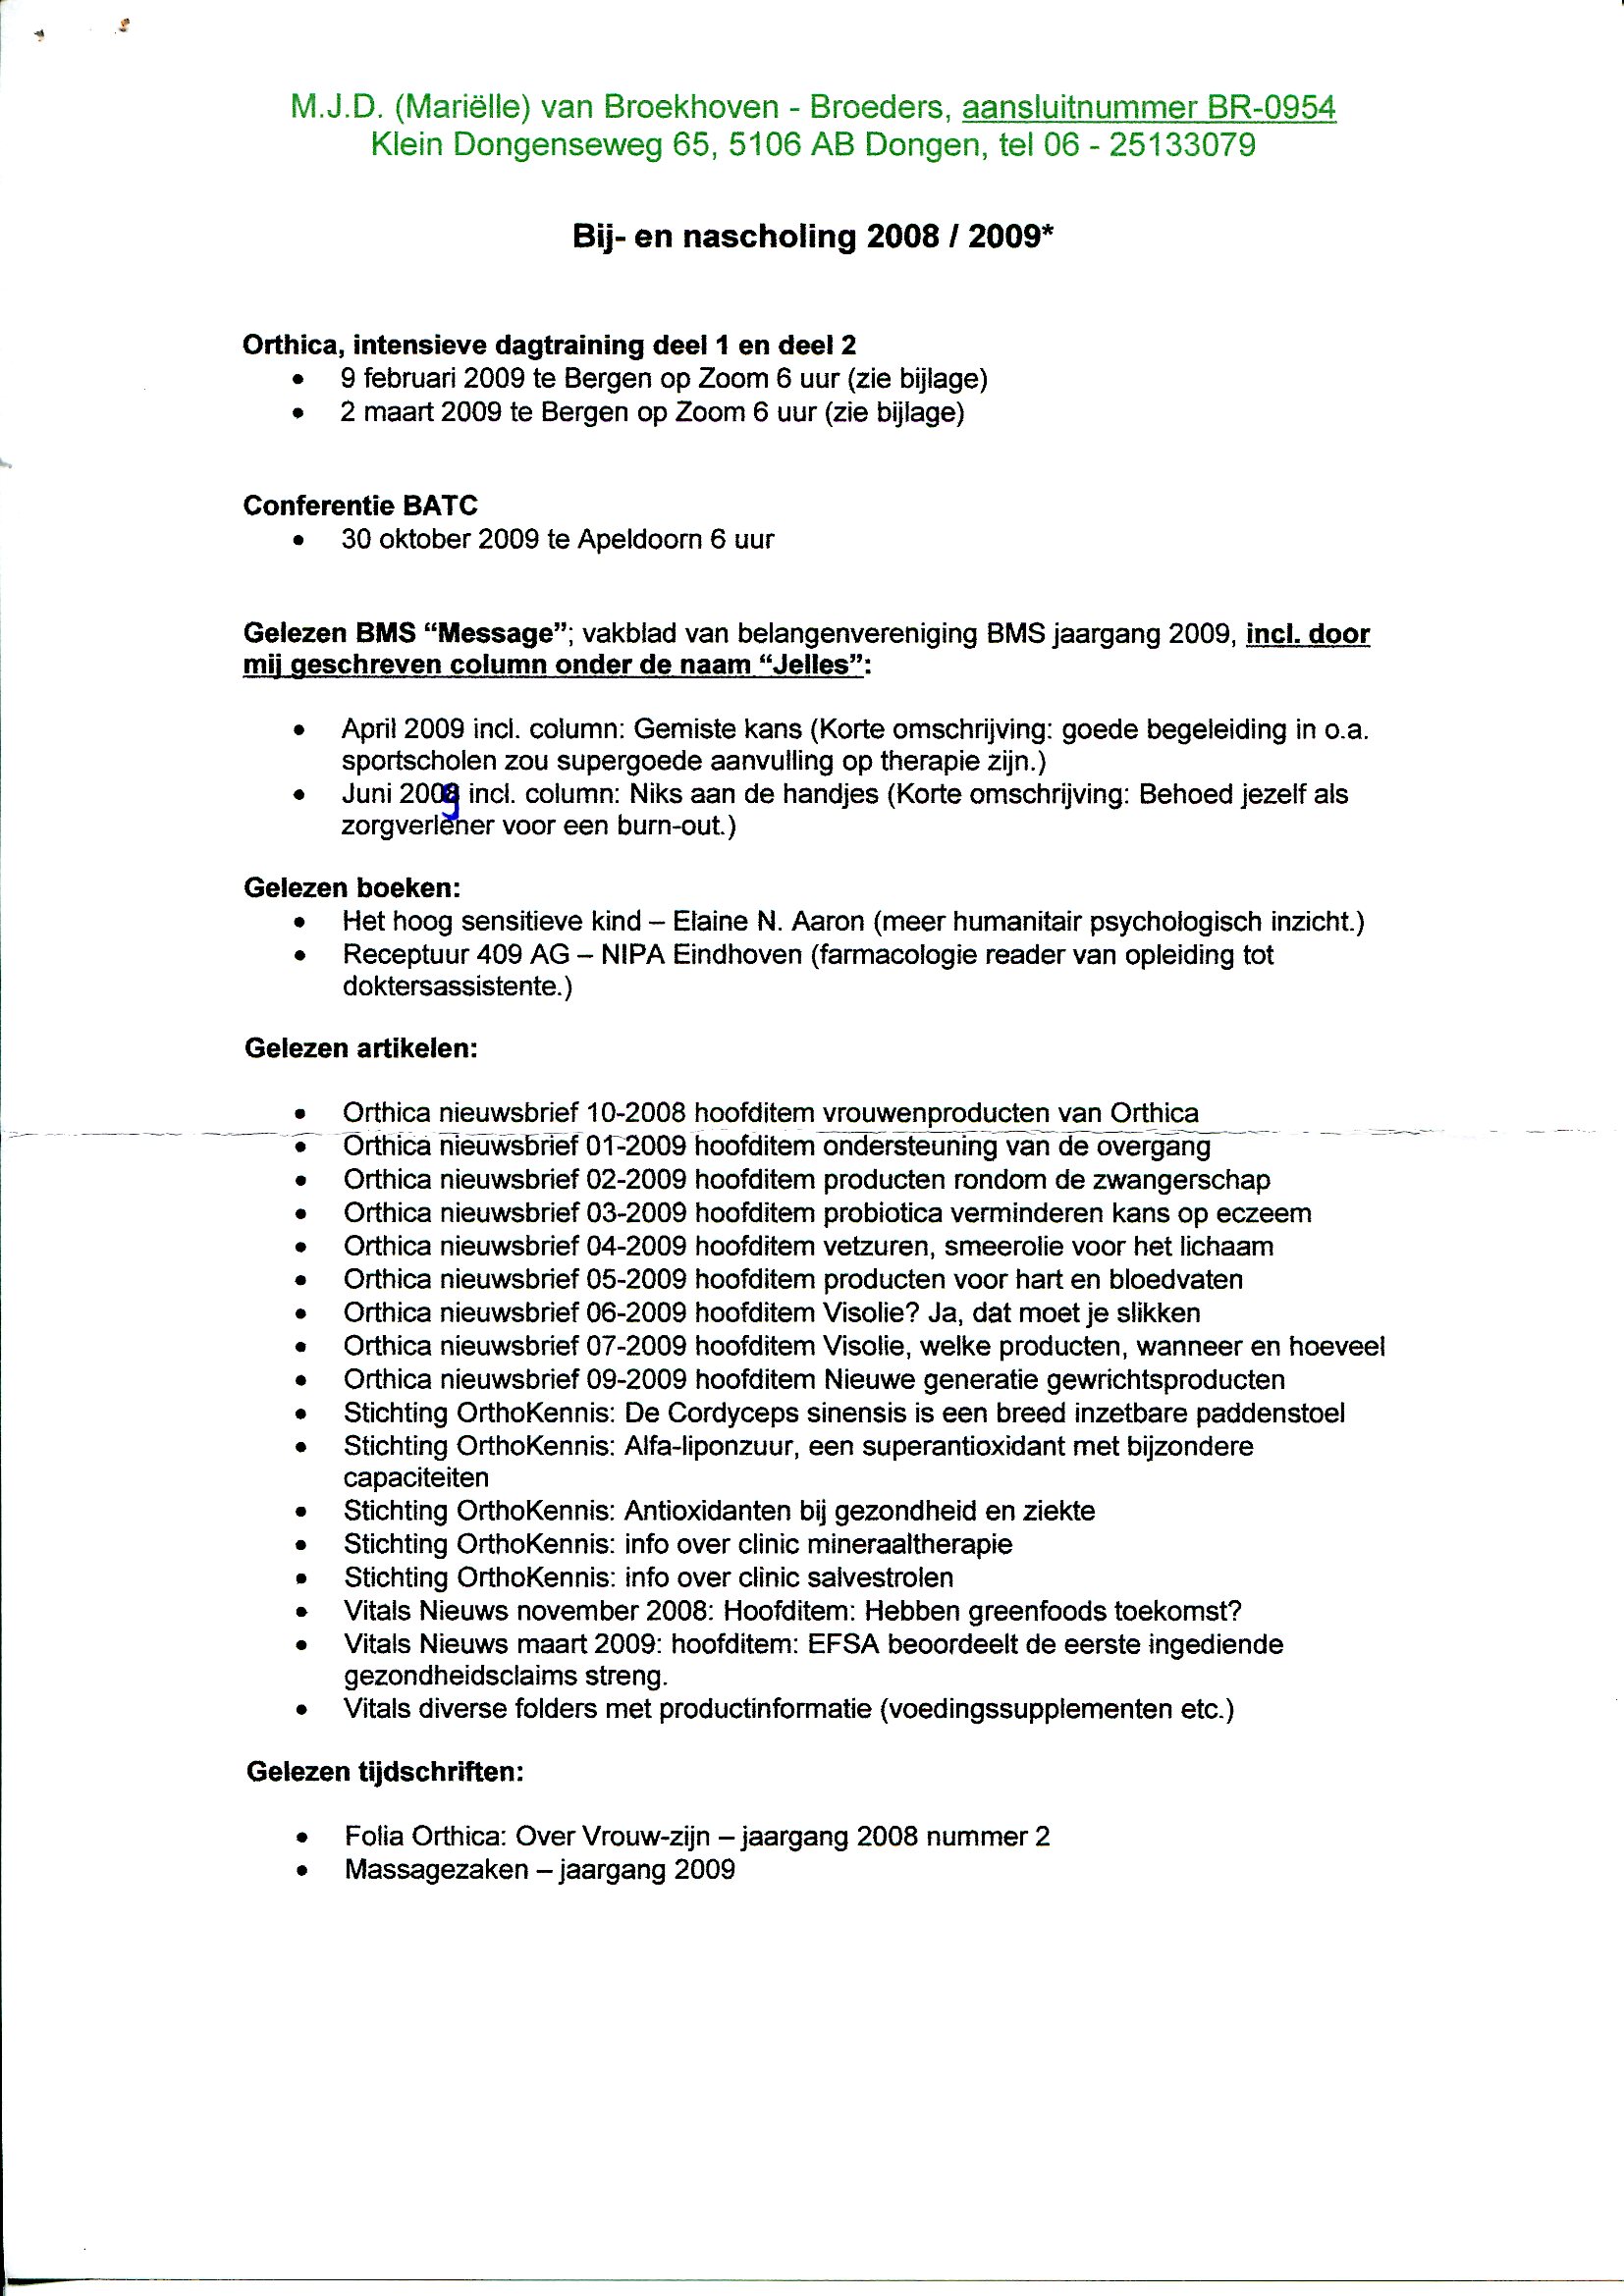 M.J.D. (Mariëlle) van Broekhoven - Broeders, aansluitnummer BR-0954
Klein Dongenseweg 65, 5106 AB Dongen, tel 06 - 25133079
Bij- en nascholing 2008 / 2009*
Orthica, intensieve dagtraining deel 1 en deel 2
• 9 februari 2009 te Bergen op Zoom 6 uur (zie bijlage)
• 2 maart 2009 te Bergen op Zoom 6 uur (zie bijlage)
Conferentie BATC
• 30 oktober 2009 te Apeldoorn 6 uur
Gelezen BMS “Message”; vakblad van belangenvereniging BMS jaargang 2009, incl. door
mij geschreven column onder de naam “Jelles”:
• April 2009 incl. column: Gemiste kans (Korte omschrijving: goede begeleiding in o.a.
sportscholen zou supergoede aanvulling op therapie zijn.)
• Juni 2009 incl. column: Niks aan de handjes (Korte omschrijving: Behoed jezelf als
zorgverlener voor een burn-out.)
Gelezen boeken:
• Het hoog sensitieve kind – Elaine N. Aaron (meer humanitair psychologisch inzicht.)
• Receptuur 409 AG – NIPA Eindhoven (farmacologie reader van opleiding tot
doktersassistente.)
Gelezen artikelen:
• Orthica nieuwsbrief 10-2008 hoofditem vrouwenproducten van Orthica
• Orthica nieuwsbrief 01-2009 hoofditem ondersteuning van de overgang
• Orthica nieuwsbrief 02-2009 hoofditem producten rondom de zwangerschap
• Orthica nieuwsbrief 03-2009 hoofditem probiotica verminderen kans op eczeem
• Orthica nieuwsbrief 04-2009 hoofditem vetzuren, smeerolie voor het lichaam
• Orthica nieuwsbrief 05-2009 hoofditem producten voor hart en bloedvaten
• Orthica nieuwsbrief 06-2009 hoofditem Visolie? Ja, dat moet je slikken
• Orthica nieuwsbrief 07-2009 hoofditem Visolie, welke producten, wanneer en hoeveel
• Orthica nieuwsbrief 09-2009 hoofditem Nieuwe generatie gewrichtsproducten
• Stichting OrthoKennis: De Cordyceps sinensis is een breed inzetbare paddenstoel
• Stichting OrthoKennis: Alfa-liponzuur, een superantioxidant met bijzondere
capaciteiten
• Stichting OrthoKennis: Antioxidanten bij gezondheid en ziekte
• Stichting OrthoKennis: info over clinic mineraaltherapie
• Stichting OrthoKennis: info over clinic salvestrolen
• Vitals Nieuws november 2008: Hoofditem: Hebben greenfoods toekomst?
• Vitals Nieuws maart 2009: hoofditem: EFSA beoordeelt de eerste ingediende
gezondheidsclaims streng.
• Vitals diverse folders met productinformatie (voedingssupplementen etc.)
Gelezen tijdschriften:
• Folia Orthica: Over Vrouw-zijn – jaargang 2008 nummer 2
• Massagezaken – jaargang 2009